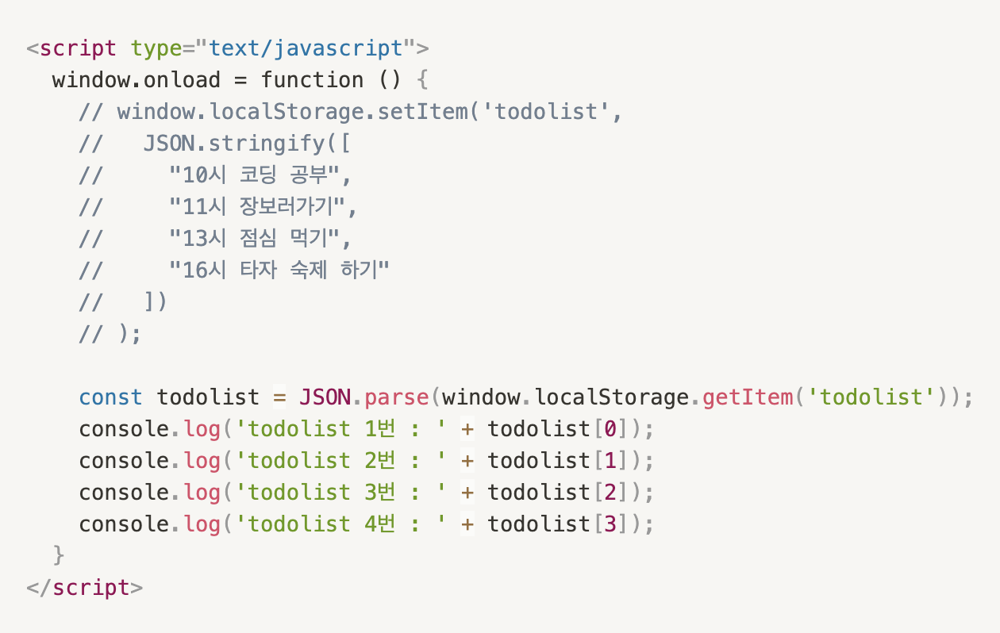 <script type="text/javascript">
  window.onload = function () {
    // window.localStorage.setItem('todolist',
    //   JSON.stringify([
    //     "10시 코딩 공부",
    //     "11시 장보러가기",
    //     "13시 점심 먹기",
    //     "16시 타자 숙제 하기"
    //   ])
    // );

    const todolist = JSON.parse(window.localStorage.getItem('todolist'));
    console.log('todolist 1번 : ' + todolist[0]);
    console.log('todolist 2번 : ' + todolist[1]);
    console.log('todolist 3번 : ' + todolist[2]);
    console.log('todolist 4번 : ' + todolist[3]);
  }
</script>